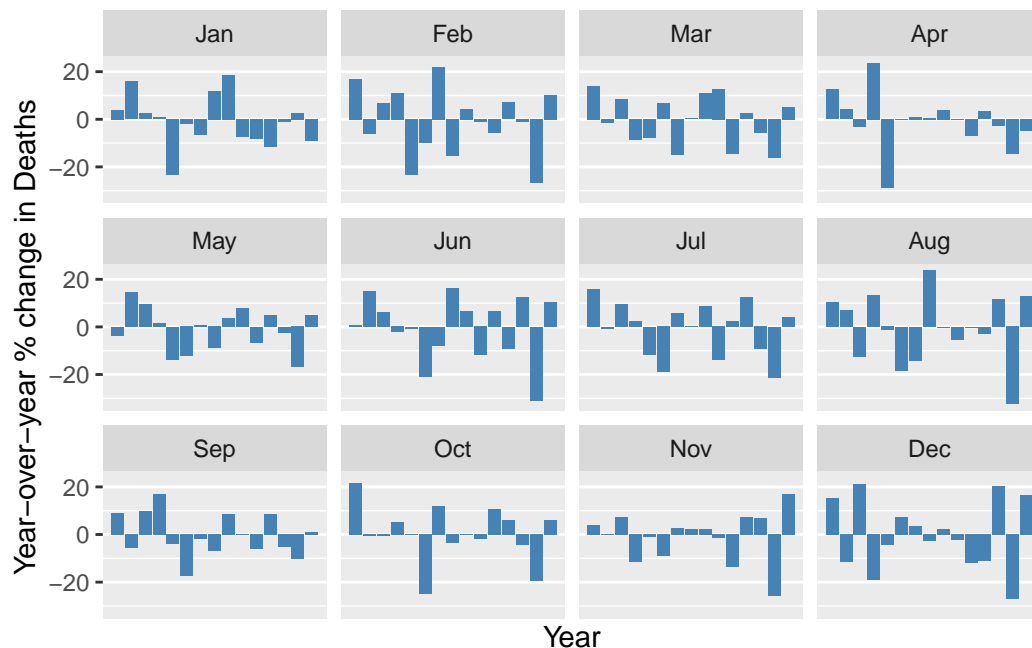 Jan Feb Mar Apr
20
0
−20
May Jun Jul Aug
20
0
−20
Sep Oct Nov Dec
20
0
−20
Year−over−year % change in Deaths
Year